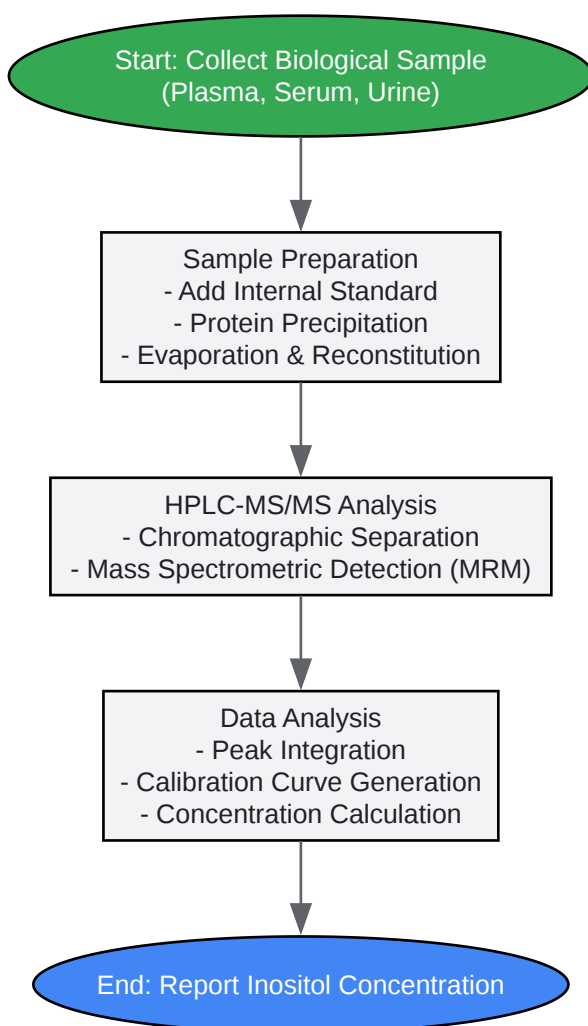 Start: Collect Biological Sample
(Plasma, Serum, Urine)
Sample Preparation
- Add Internal Standard
- Protein Precipitation
- Evaporation & Reconstitution
HPLC-MS/MS Analysis
- Chromatographic Separation
- Mass Spectrometric Detection (MRM)
Data Analysis
- Peak Integration
- Calibration Curve Generation
- Concentration Calculation
End: Report Inositol Concentration